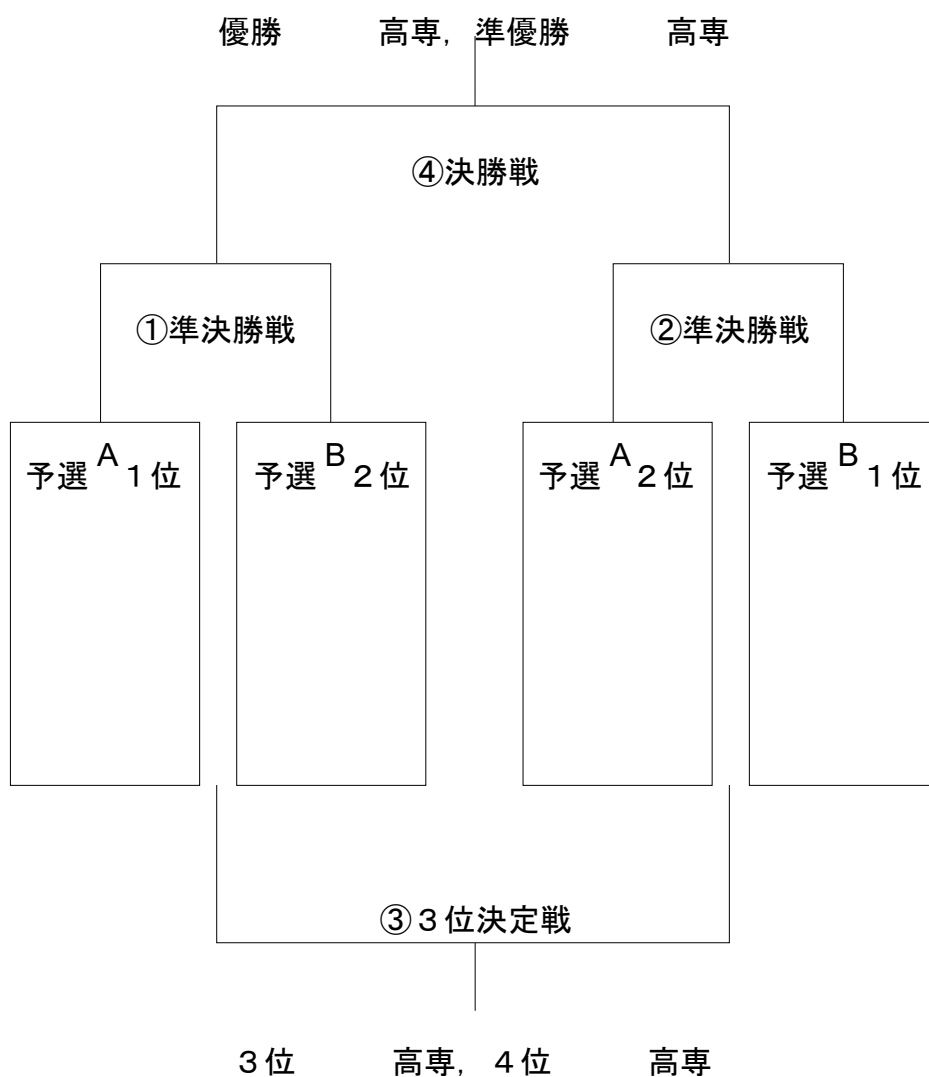 優勝　　　高専，準優勝　　　高専
④決勝戦
①準決勝戦　　　②準決勝戦
予選A１位　予選B２位　予選A２位　予選B１位
③３位決定戦
３位　　　高専，４位　　　高専